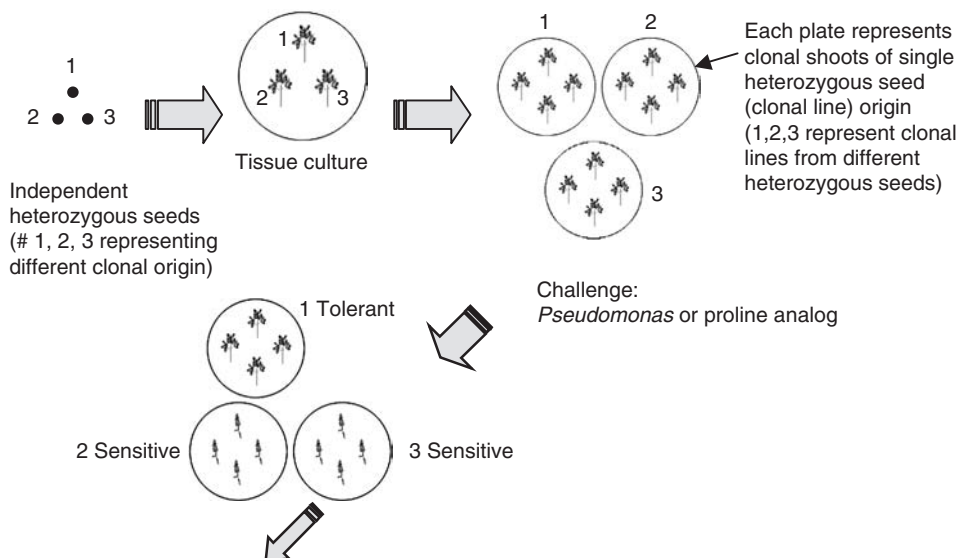 1
2
3
Independent
heterozygous seeds
(# 1, 2, 3 representing
different clonal origin)
1
2
3
Tissue culture
1
2
3
Each plate represents
clonal shoots of single
heterozygous seed
(clonal line) origin
(1,2,3 represent clonal
lines from different
heterozygous seeds)
Challenge:
Pseudomonas or proline analog
1 Tolerant
2 Sensitive
3 Sensitive